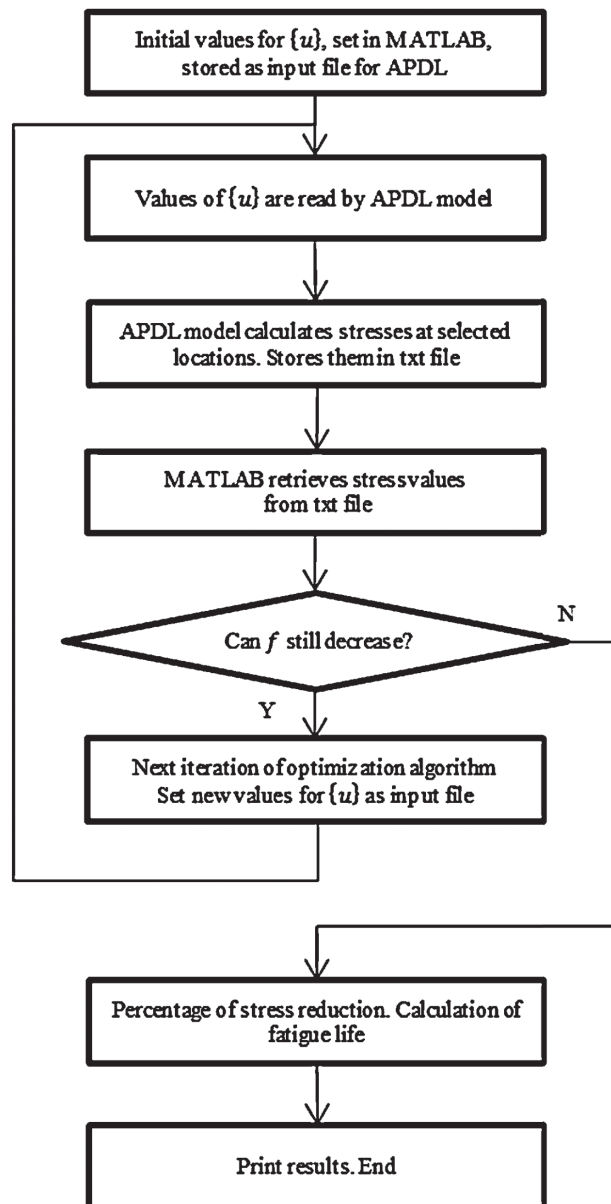 Initial values for {u}, set in MATLAB,
stored as input file for APDL
Values of {u} are read by APDL model
APDL model calculates stresses at selected
locations. Stores them in txt file
MATLAB retrieves stress values
from txt file
Can f still decrease?
N
Y
Next iteration of optimization algorithm
Set new values for {u} as input file
Percentage of stress reduction. Calculation of
fatigue life
Print results. End